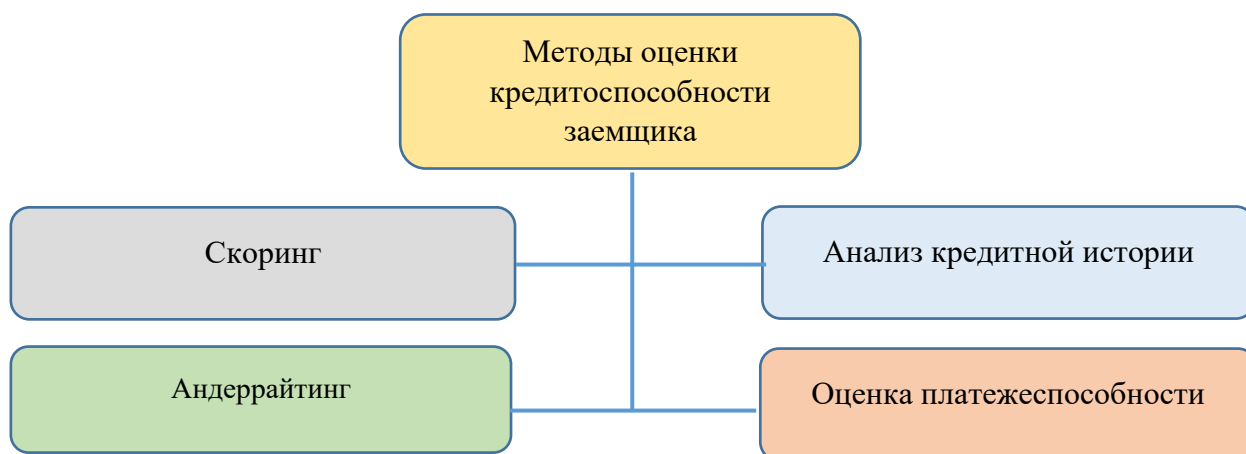 Методы оценки
кредитоспособности
заемщика
Скоринг
Анализ кредитной истории
Андеррайтинг
Оценка платежеспособности